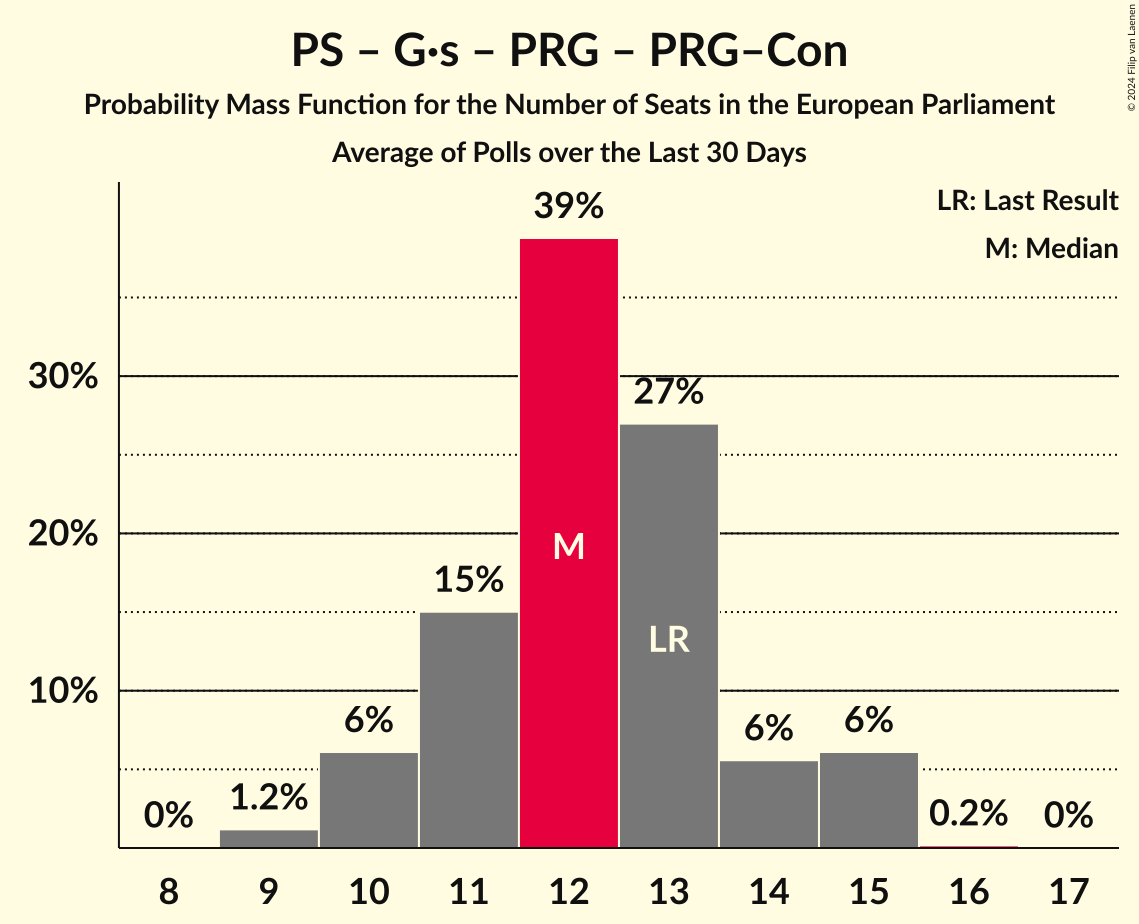 PS – G·s – PRG – PRG–Con
Probability Mass Function for the Number of Seats in the European Parliament
Average of Polls over the Last 30 Days
© 2024 Filip van Laenen
LR: Last Result
M: Median
30%
20%
10%
0%
1.2%
6%
15%
39%
27%
6%
6%
0.2%
0%
M
LR
8 9 10 11 12 13 14 15 16 17